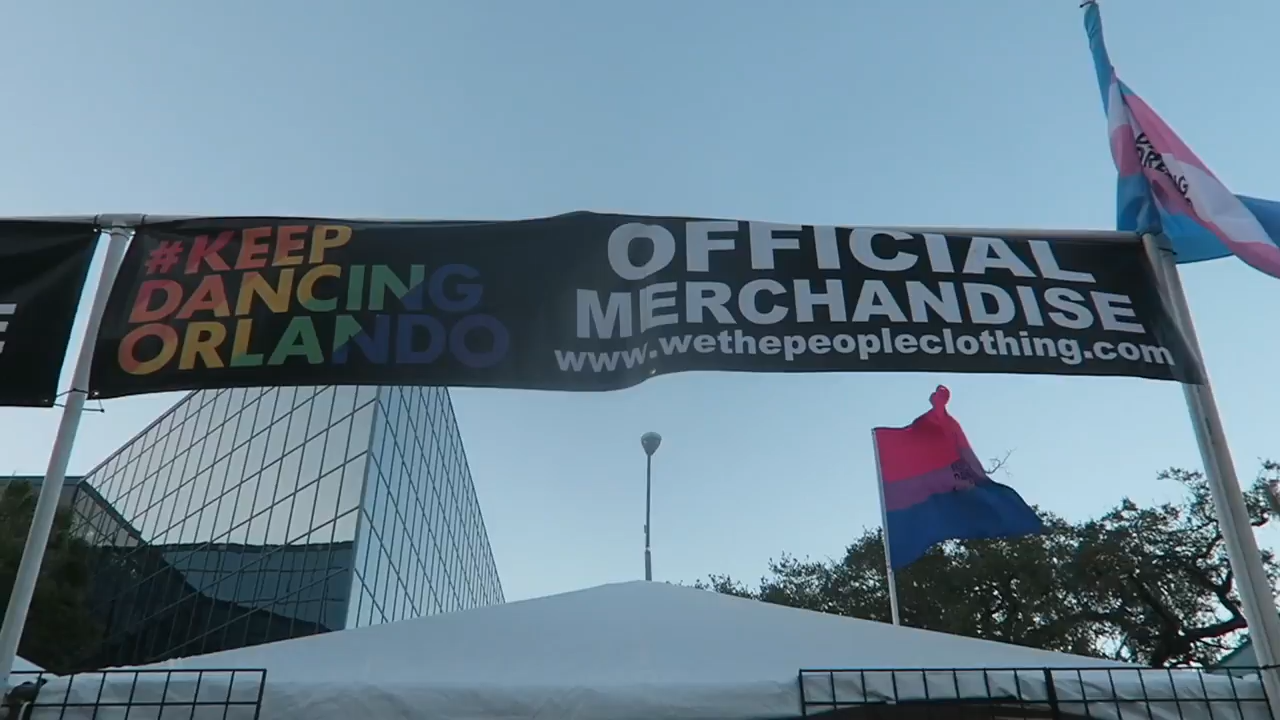 #KEEP
DANCING
ORLANDO
OFFICIAL
MERCHANDISE
www.wethepeopleclothing.com
E